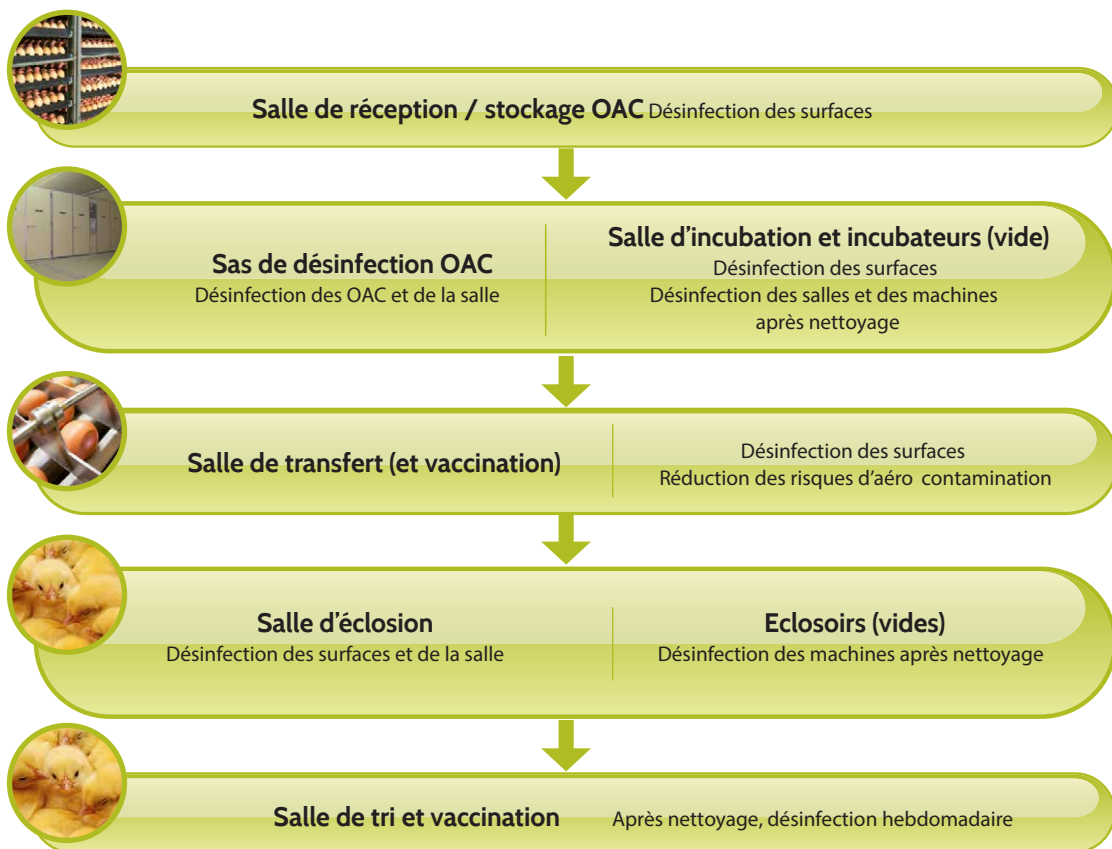 Salle de réception / stockage OAC Désinfection des surfaces
Sas de désinfection OAC
Désinfection des OAC et de la salle
Salle d'incubation et incubateurs (vide)
Désinfection des surfaces
Désinfection des salles et des machines
après nettoyage
Salle de transfert (et vaccination)
Désinfection des surfaces
Réduction des risques d'aéro contamination
Salle d'éclosion
Désinfection des surfaces et de la salle
Eclosoirs (vides)
Désinfection des machines après nettoyage
Salle de tri et vaccination Après nettoyage, désinfection hebdomadaire